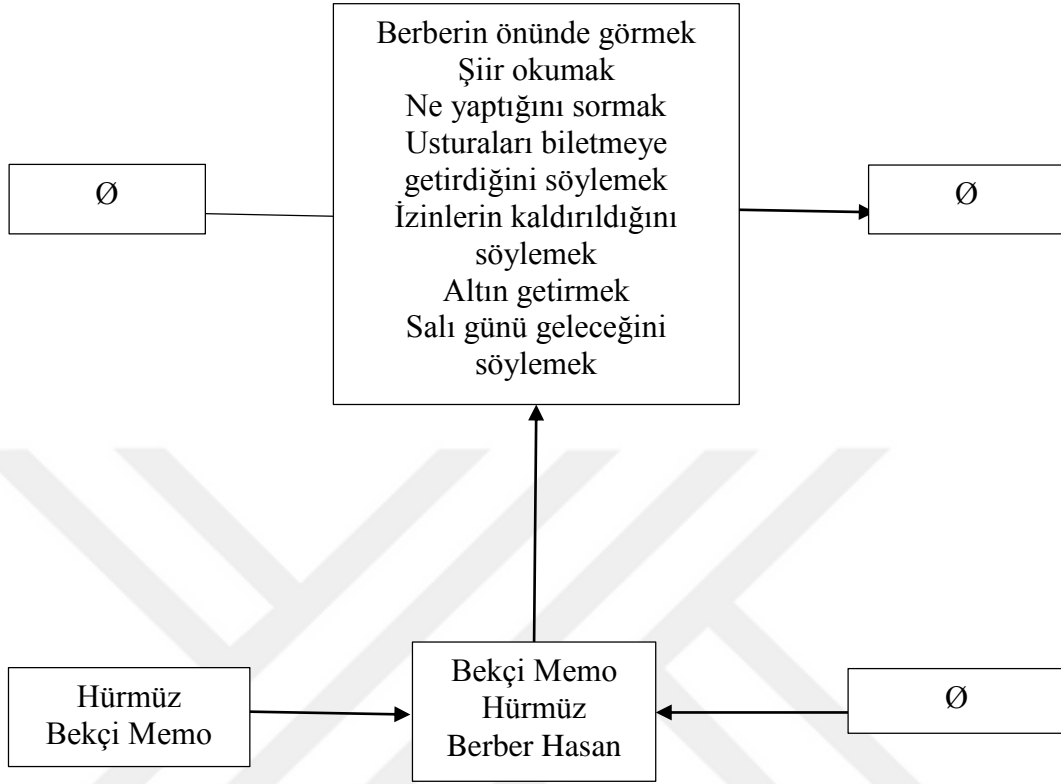 Berberin önünde görmek
Şiir okumak
Ne yaptığını sormak
Usturaları biletmeye
getirdiğini söylemek
İzinlerin kaldırıldığını
söylemek
Altın getirmek
Salı günü geleceğini
söylemek
Ø
Ø
Hürmüz
Bekçi Memo
Bekçi Memo
Hürmüz
Berber Hasan
Ø